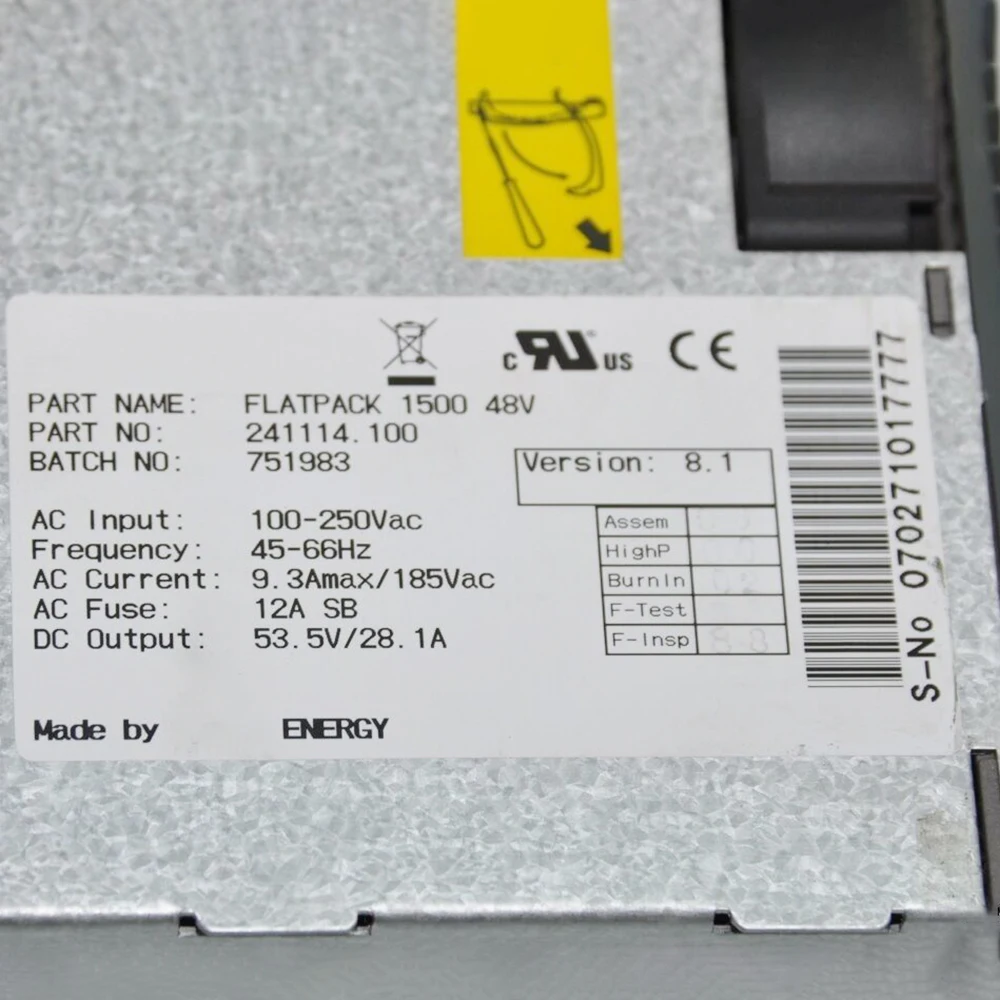 c RU US CE
PART NAME: FLATPACK 1500 48V
PART NO: 241114.100
BATCH NO: 751983
Version: 8.1
AC Input: 100-250Vac
Frequency: 45-66Hz
AC Current: 9.3Amax/185Vac
AC Fuse: 12A SB
DC Output: 53.5V/28.1A
Assem
HighP
BurnIn
F-Test
F-Insp
Made by ENERGY
S-No 070271017777